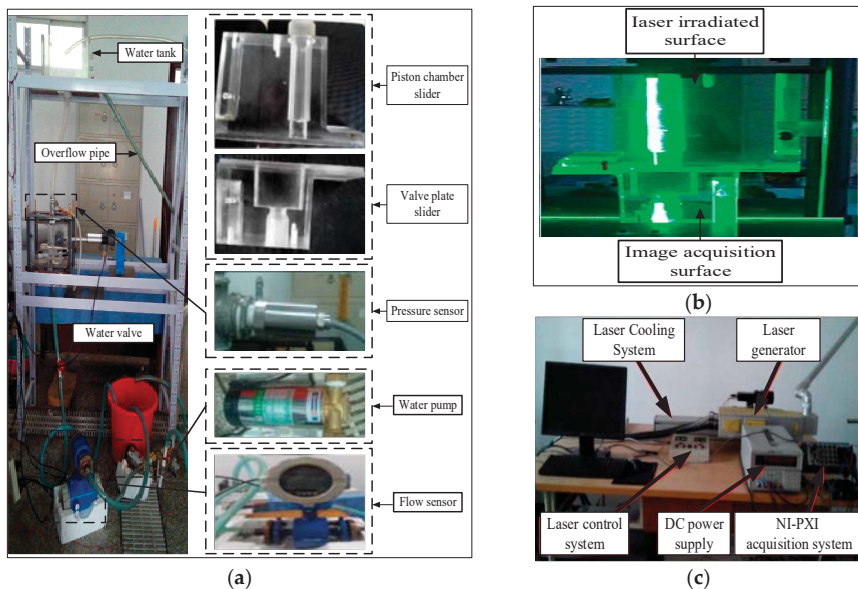 Water tank
Overflow pipe
Water valve
Piston chamber
slider
Valve plate
slider
Pressure sensor
Water pump
Flow sensor
(a)
Iaser irradiated
surface
Image acquisition
surface
(b)
Laser Cooling
System
Laser
generator
Laser control
system
DC power
supply
NI-PXI
acquisition system
(c)